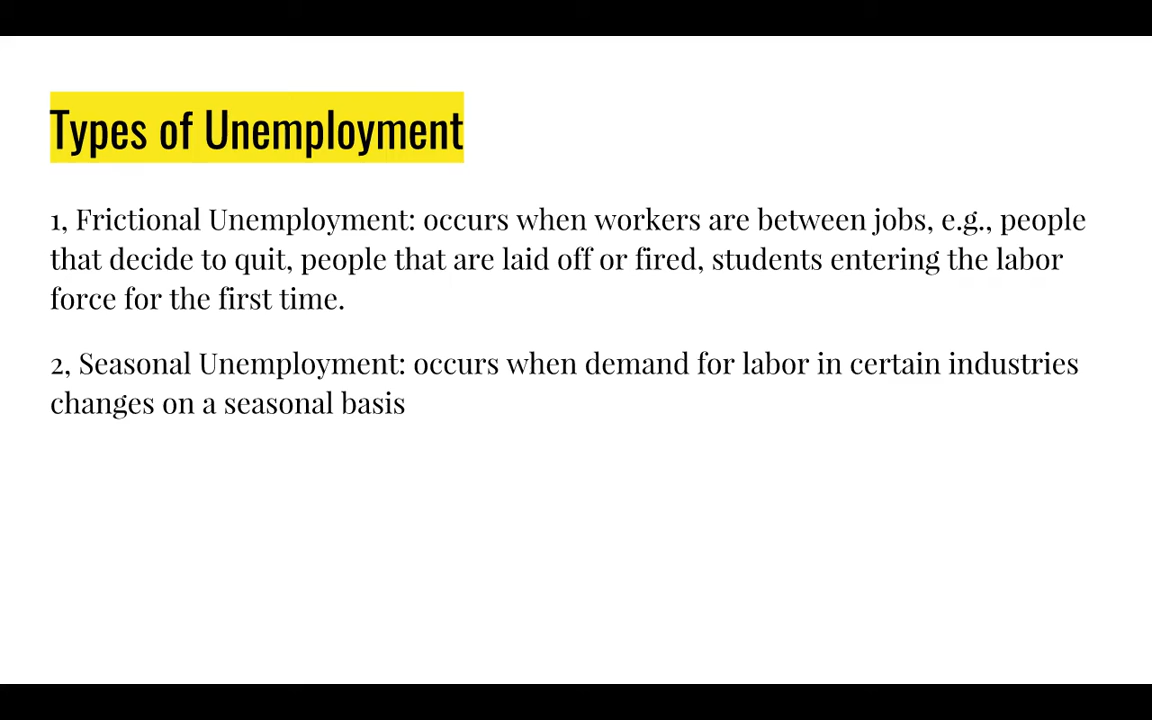 Types of Unemployment
1, Frictional Unemployment: occurs when workers are between jobs, e.g., people
that decide to quit, people that are laid off or fired, students entering the labor
force for the first time.
2, Seasonal Unemployment: occurs when demand for labor in certain industries
changes on a seasonal basis